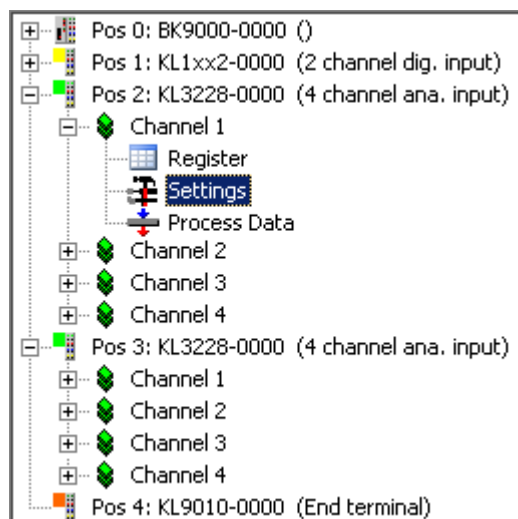 Pos 0: BK9000-0000 ()
Pos 1: KL1xx2-0000 (2 channel dig. input)
Pos 2: KL3228-0000 (4 channel ana. input)
Channel 1
Register
Settings
Process Data
Channel 2
Channel 3
Channel 4
Pos 3: KL3228-0000 (4 channel ana. input)
Channel 1
Channel 2
Channel 3
Channel 4
Pos 4: KL9010-0000 (End terminal)